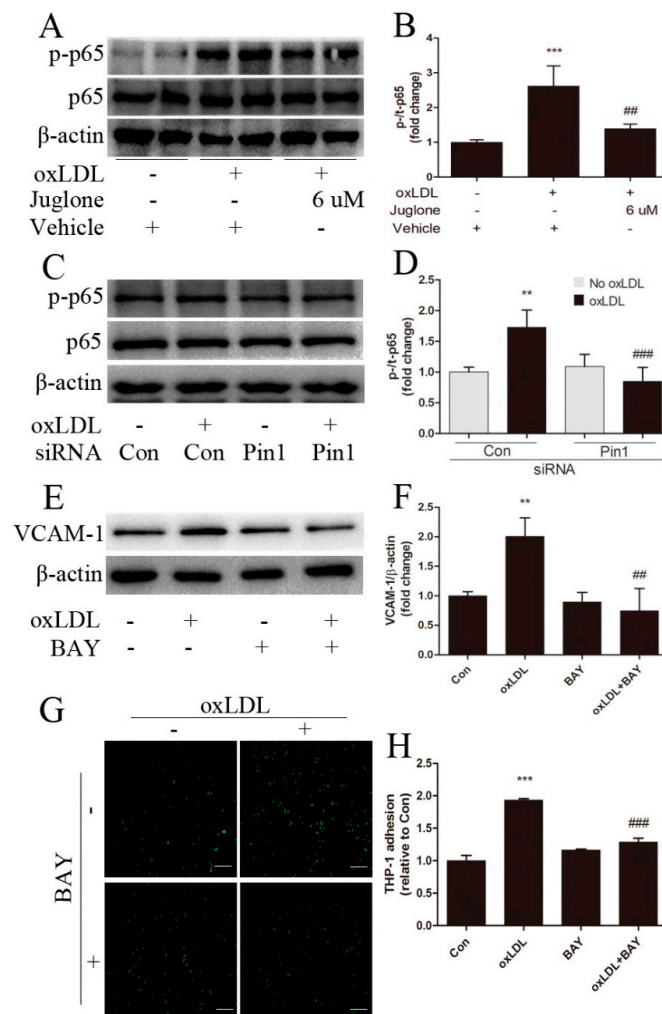 A
p-p65
p65
β-actin
oxLDL - + +
Juglone - - 6 uM
Vehicle + + -
B
p-/t-p65
(fold change)
4
3
2
1
0
***
##
oxLDL - + +
Juglone - - 6 uM
Vehicle + + -
C
p-p65
p65
β-actin
oxLDL - + - +
siRNA Con Con Pin1 Pin1
D
p-/t-p65
(fold change)
2.5
2.0
1.5
1.0
0.5
0.0
No oxLDL
oxLDL
**
###
Con Pin1
siRNA
E
VCAM-1
β-actin
oxLDL - + - +
BAY - - + +
F
VCAM-1/β-actin
(fold change)
2.5
2.0
1.5
1.0
0.5
0.0
**
##
Con oxLDL BAY oxLDL+BAY
G
oxLDL
- +
BAY
-
+
H
THP-1 adhesion
(relative to Con)
2.5
2.0
1.5
1.0
0.5
0.0
***
###
Con oxLDL BAY oxLDL+BAY